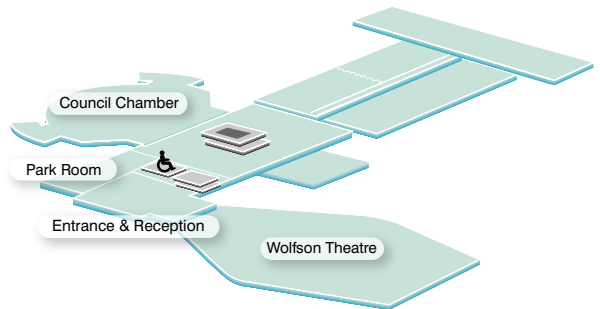 Council Chamber
Park Room
Entrance & Reception
Wolfson Theatre